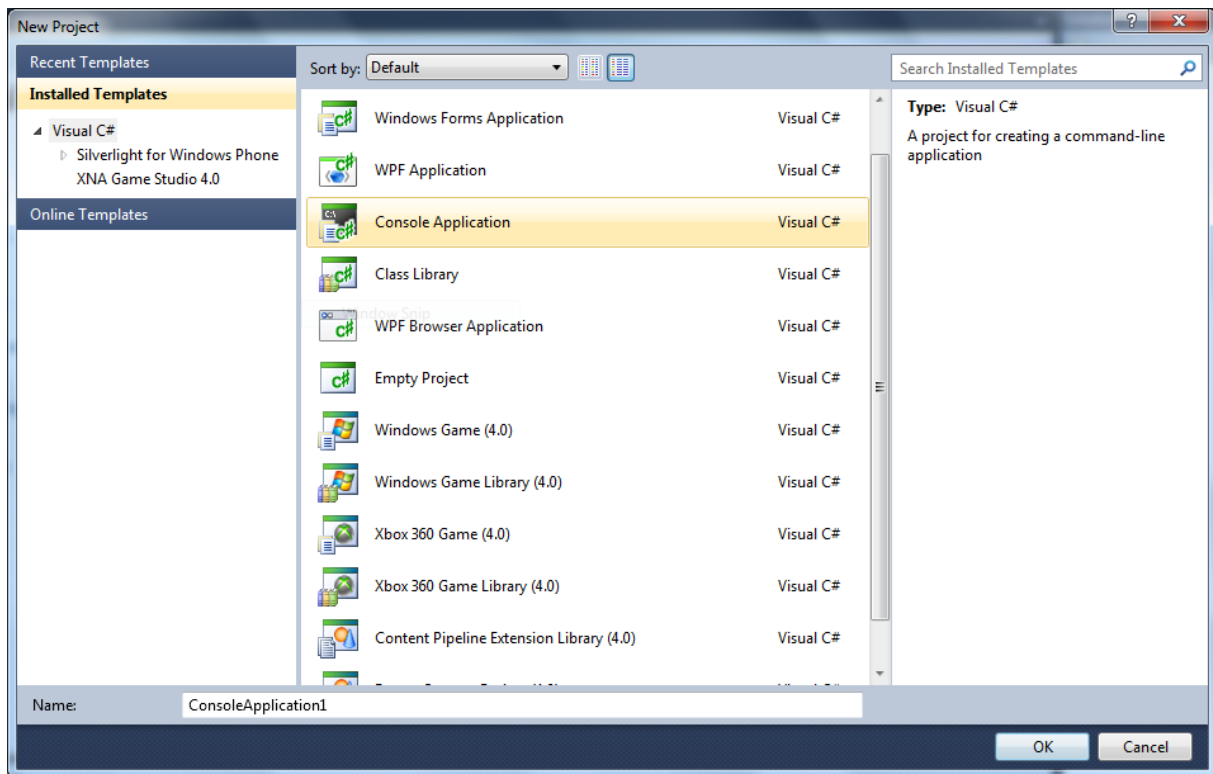 New Project
Recent Templates
Installed Templates
Visual C#
Silverlight for Windows Phone
XNA Game Studio 4.0
Online Templates
Sort by: Default
Search Installed Templates
Windows Forms Application Visual C#
WPF Application Visual C#
Console Application Visual C#
Class Library Visual C#
Window Snip
WPF Browser Application Visual C#
Empty Project Visual C#
Windows Game (4.0) Visual C#
Windows Game Library (4.0) Visual C#
Xbox 360 Game (4.0) Visual C#
Xbox 360 Game Library (4.0) Visual C#
Content Pipeline Extension Library (4.0) Visual C#
Type: Visual C#
A project for creating a command-line
application
Name: ConsoleApplication1
OK Cancel